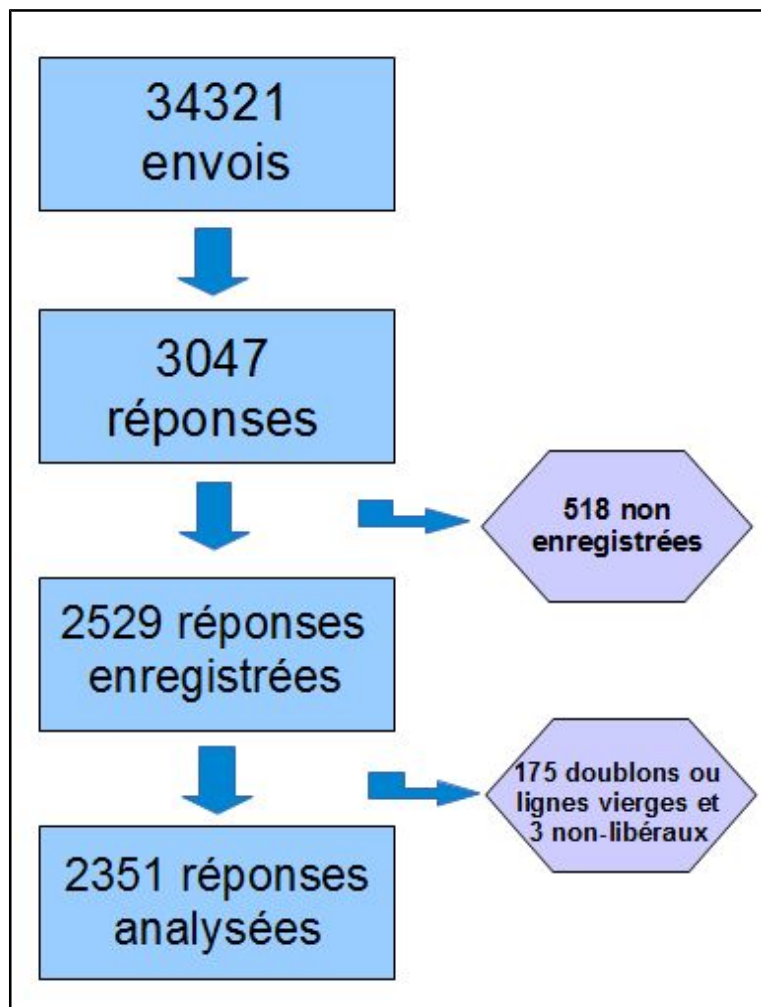 34321
envois
3047
réponses
518 non
enregistrées
2529 réponses
enregistrées
175 doublons ou
lignes vierges et
3 non-libéraux
2351 réponses
analysées